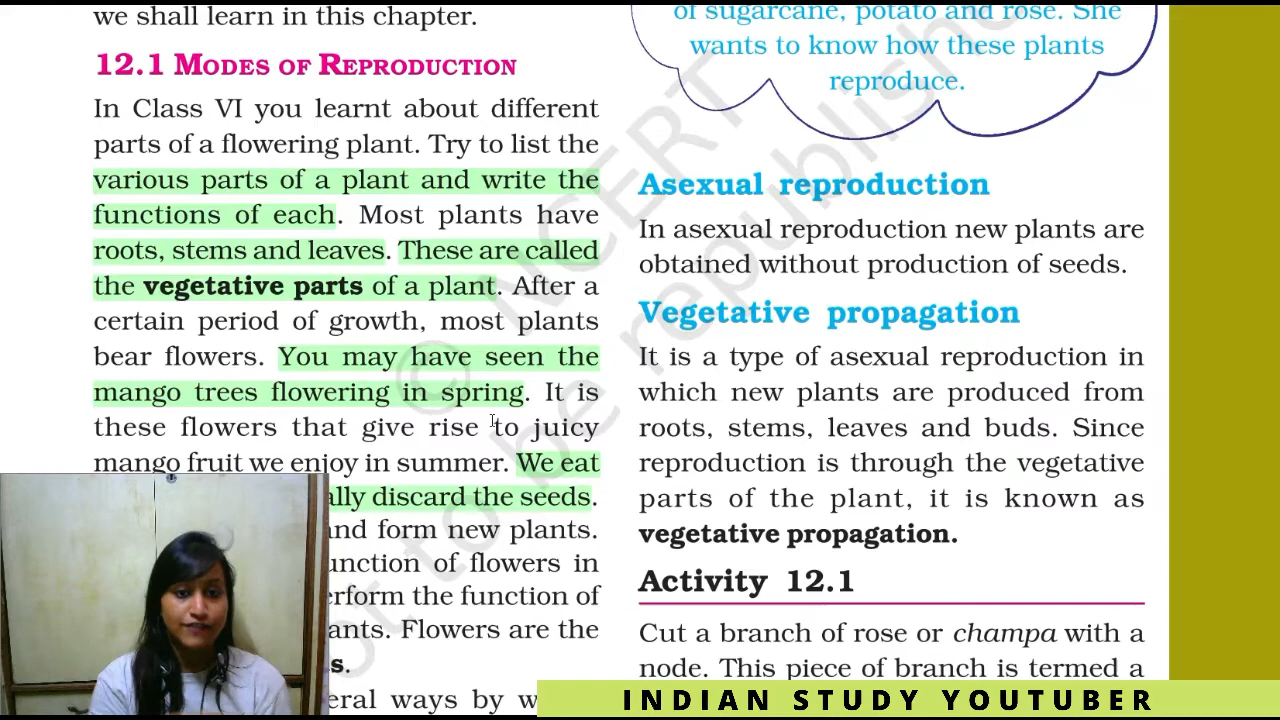 we shall learn in this chapter.
12.1 MODES OF REPRODUCTION
In Class VI you learnt about different
parts of a flowering plant. Try to list the
various parts of a plant and write the
functions of each. Most plants have
roots, stems and leaves. These are called
the vegetative parts of a plant. After a
certain period of growth, most plants
bear flowers. You may have seen the
mango trees flowering in spring. It is
these flowers that give rise to juicy
mango fruit we enjoy in summer. We eat
discard the seeds.
and form new plants.
of flowers in
the function of
Flowers are the
ways by
of sugarcane, potato and rose. She
wants to know how these plants
reproduce.
Asexual reproduction
In asexual reproduction new plants are
obtained without production of seeds.
Vegetative propagation
It is a type of asexual reproduction in
which new plants are produced from
roots, stems, leaves and buds. Since
reproduction is through the vegetative
parts of the plant, it is known as
vegetative propagation.
Activity 12.1
Cut a branch of rose or champa with a
node. This piece of branch is termed a
© NCERT
not to be republished
INDIAN STUDY YOUTUBER